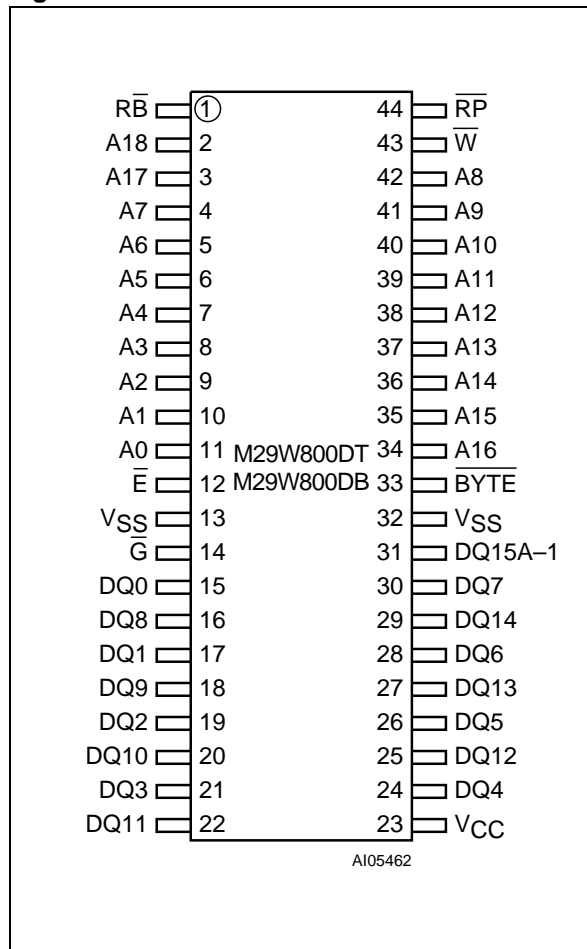 RB̅ 1 44 R̅P̅
A18 2 43 W̅
A17 3 42 A8
A7 4 41 A9
A6 5 40 A10
A5 6 39 A11
A4 7 38 A12
A3 8 37 A13
A2 9 36 A14
A1 10 35 A15
A0 11 M29W800DT 34 A16
E̅ 12 M29W800DB 33 B̅Y̅T̅E̅
VSS 13 32 VSS
G̅ 14 31 DQ15A–1
DQ0 15 30 DQ7
DQ8 16 29 DQ14
DQ1 17 28 DQ6
DQ9 18 27 DQ13
DQ2 19 26 DQ5
DQ10 20 25 DQ12
DQ3 21 24 DQ4
DQ11 22 23 VCC
AI05462